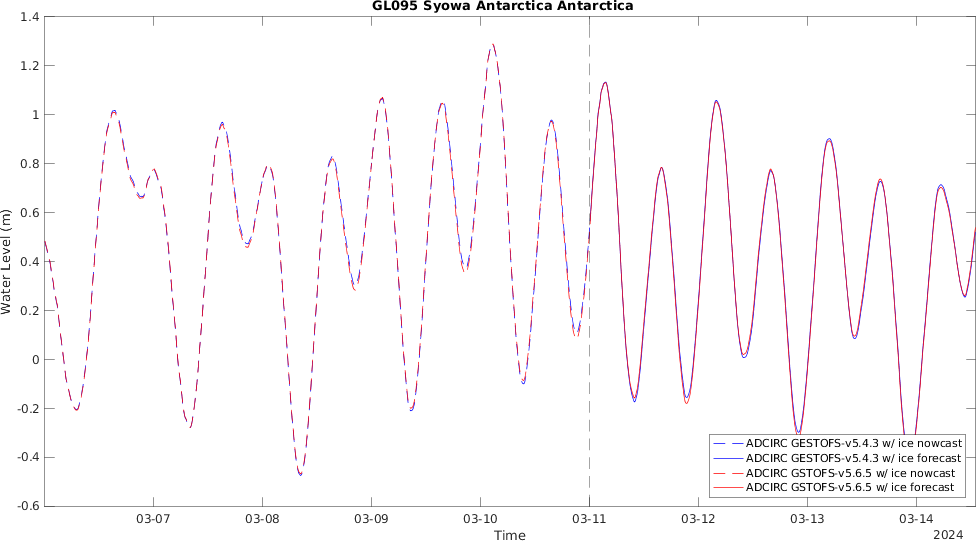 GL095 Syowa Antarctica Antarctica
1.4
1.2
1
0.8
0.6
0.4
0.2
0
-0.2
-0.4
-0.6
Water Level (m)
03-07
03-08
03-09
03-10
03-11
03-12
03-13
03-14
Time
2024
ADCIRC GESTOFS-v5.4.3 w/ ice nowcast
ADCIRC GESTOFS-v5.4.3 w/ ice forecast
ADCIRC GSTOFS-v5.6.5 w/ ice nowcast
ADCIRC GSTOFS-v5.6.5 w/ ice forecast